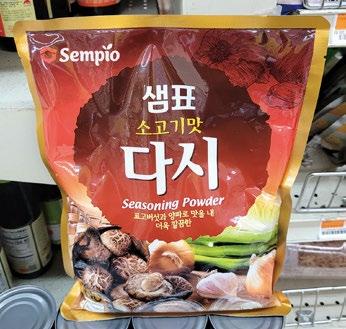 Sempio
샘표
소고기맛
다시
Seasoning Powder
표고버섯과 양파로 맛을 내
더욱 깔끔한